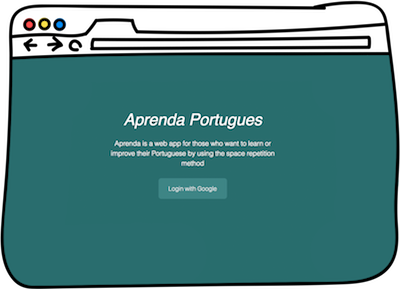 Aprenda Portugues
Aprenda is a web app for those who want to learn or
improve their Portuguese by using the space repetition
method
Login with Google